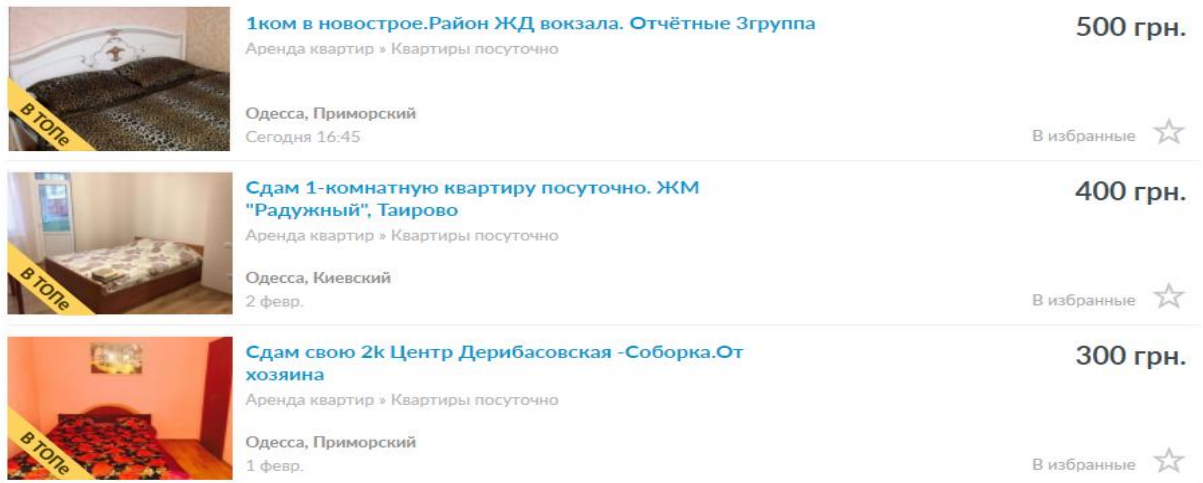 1ком в новострое.Район ЖД вокзала. Отчётные 3группа
500 грн.
Аренда квартир » Квартиры посуточно
Одесса, Приморский
Сегодня 16:45
В избранные
В ТОПе
Сдам 1-комнатную квартиру посуточно. ЖМ
"Радужный", Таирово
400 грн.
Аренда квартир » Квартиры посуточно
Одесса, Киевский
2 февр.
В избранные
В ТОПе
Сдам свою 2k Центр Дерибасовская -Соборка.От
хозяина
300 грн.
Аренда квартир » Квартиры посуточно
Одесса, Приморский
1 февр.
В избранные
В ТОПе